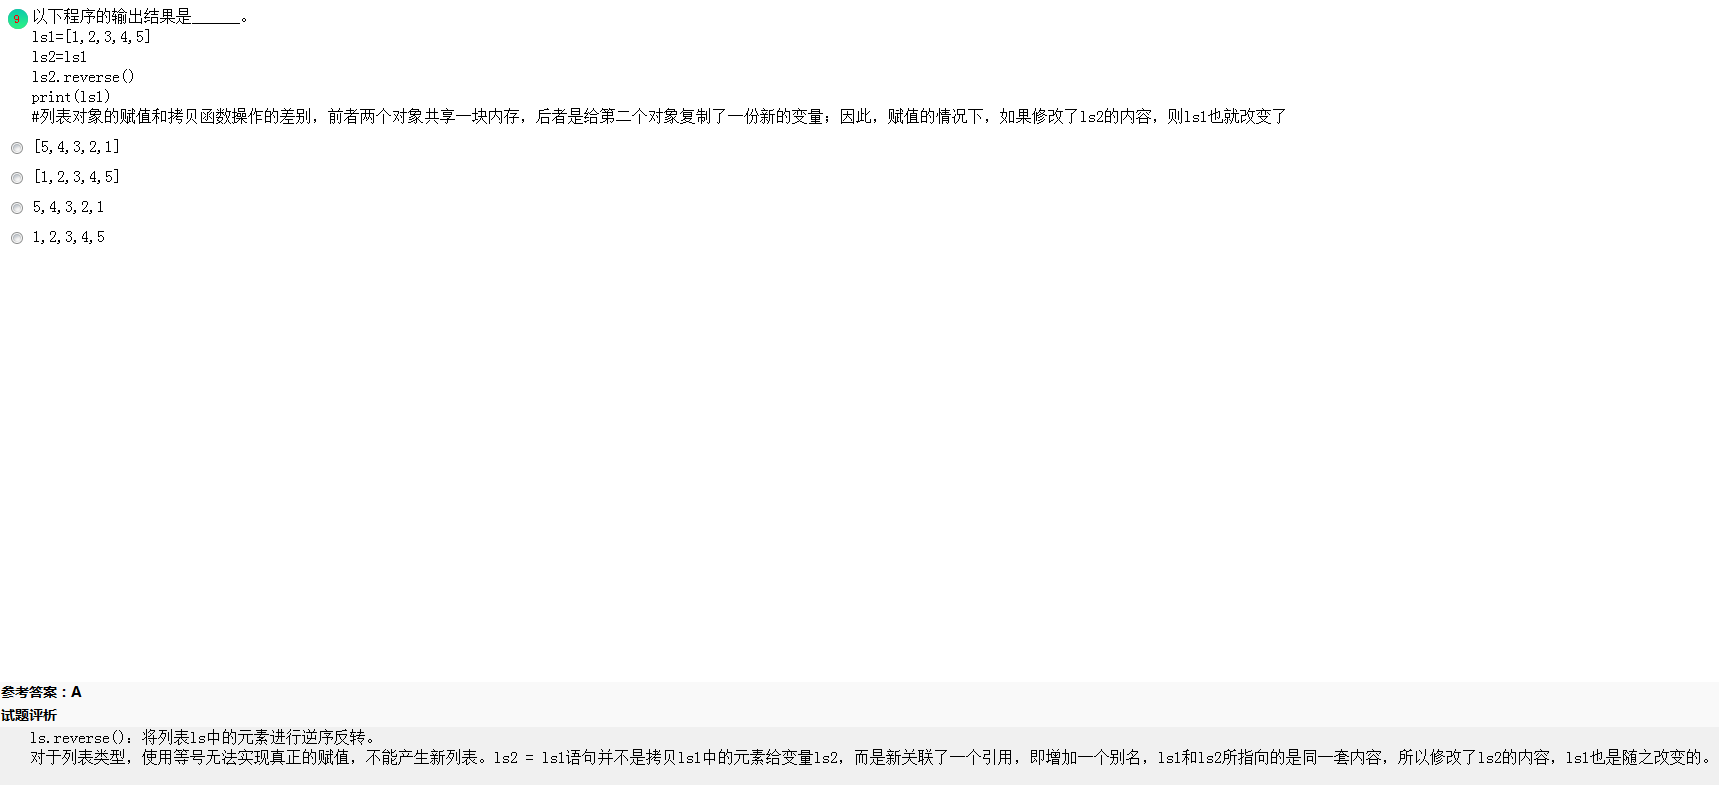 9 以下程序的输出结果是______。
ls1=[1,2,3,4,5]
ls2=ls1
ls2.reverse()
print(ls1)
#列表对象的赋值和拷贝函数操作的差别，前者两个对象共享一块内存，后者是给第二个对象复制了一份新的变量；因此，赋值的情况下，如果修改了ls2的内容，则ls1也就改变了
[5,4,3,2,1]
[1,2,3,4,5]
5,4,3,2,1
1,2,3,4,5
参考答案：A
试题评析
ls.reverse()：将列表ls中的元素进行逆序反转。
对于列表类型，使用等号无法实现真正的赋值，不能产生新列表。ls2 = ls1语句并不是拷贝ls1中的元素给变量ls2，而是新关联了一个引用，即增加一个别名，ls1和ls2所指向的是同一套内容，所以修改了ls2的内容，ls1也是随之改变的。